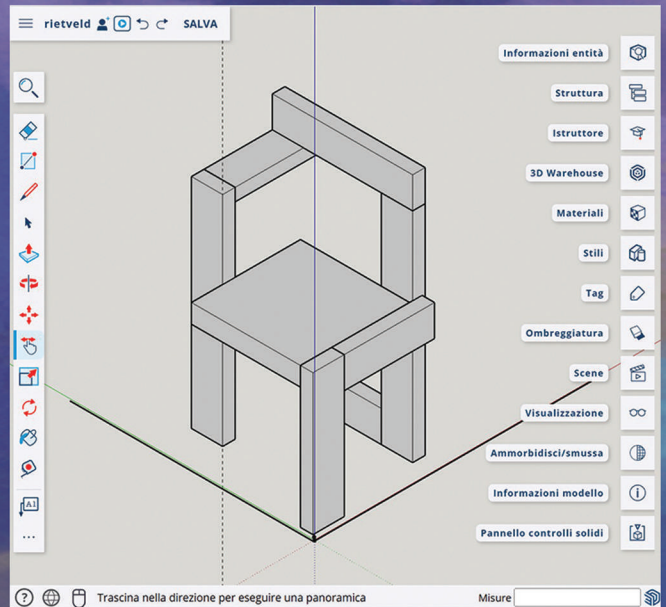 rietveld
SALVA
Informazioni entità
Struttura
Istruttore
3D Warehouse
Materiali
Stili
Tag
Ombreggiatura
Scene
Visualizzazione
Ammorbidisci/smussa
Informazioni modello
Pannello controlli solidi
A1
Trascina nella direzione per eseguire una panoramica
Misure